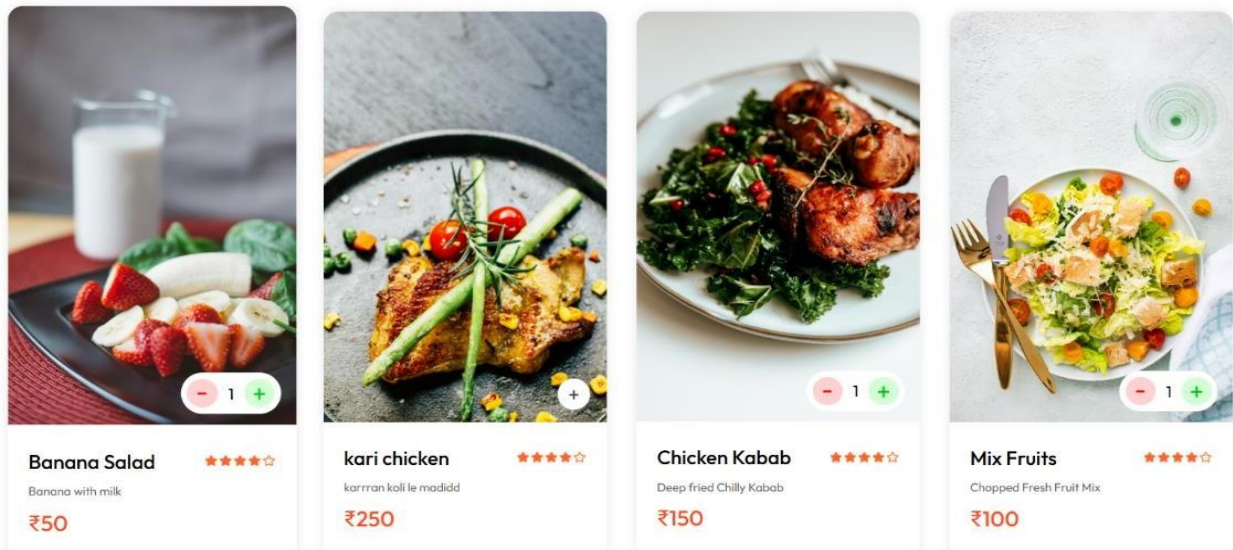 − 1 +
Banana Salad
Banana with milk
₹50
+
kari chicken
karrran koli le madidd
₹250
− 1 +
Chicken Kabab
Deep fried Chilly Kabab
₹150
− 1 +
Mix Fruits
Chopped Fresh Fruit Mix
₹100